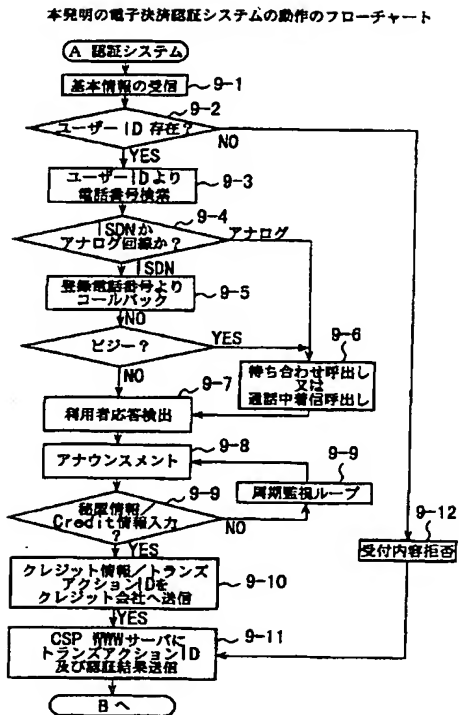 本発明の電子決済認証システムの動作のフローチャート
A 認証システム
9-1
基本情報の受信
9-2
ユーザーID 存在?
NO
YES
ユーザーIDより
電話番号検索
9-3
9-4
ISDNか
アナログ回線か?
アナログ
ISDN
登録電話番号より
コールバック
9-5
NO
ビジー?
YES
9-6
NO
待ち合わせ呼出し
又は
通話中着信呼出し
9-7
利用者応答検出
9-8
アナウンスメント
9-9
周期監視ループ
9-9
秘匿情報/
Credit情報入力
?
NO
9-12
受付内容拒否
YES
クレジット情報/トランズ
アクションIDを
クレジット会社へ送信
9-10
YES
CSP WWWサーバに
トランズアクションID
及び認証結果送信
9-11
Bへ